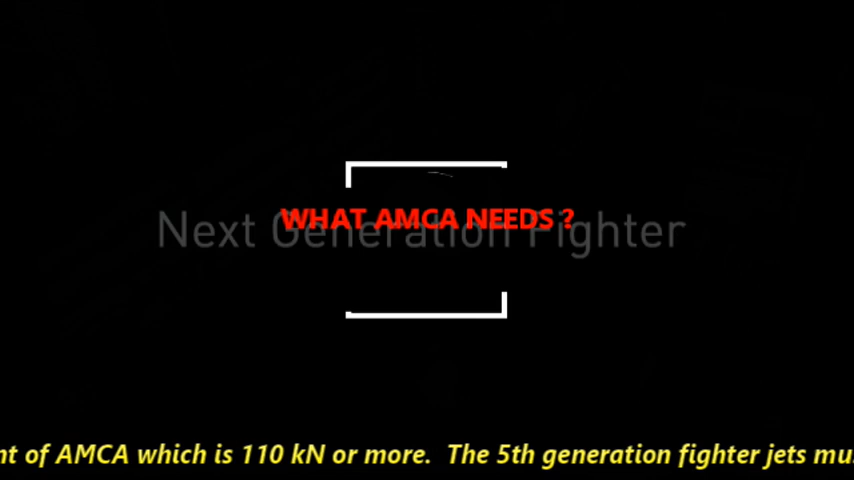 WHAT AMCA NEEDS ?
Next Generation Fighter
of AMCA which is 110 kN or more. The 5th generation fighter jets